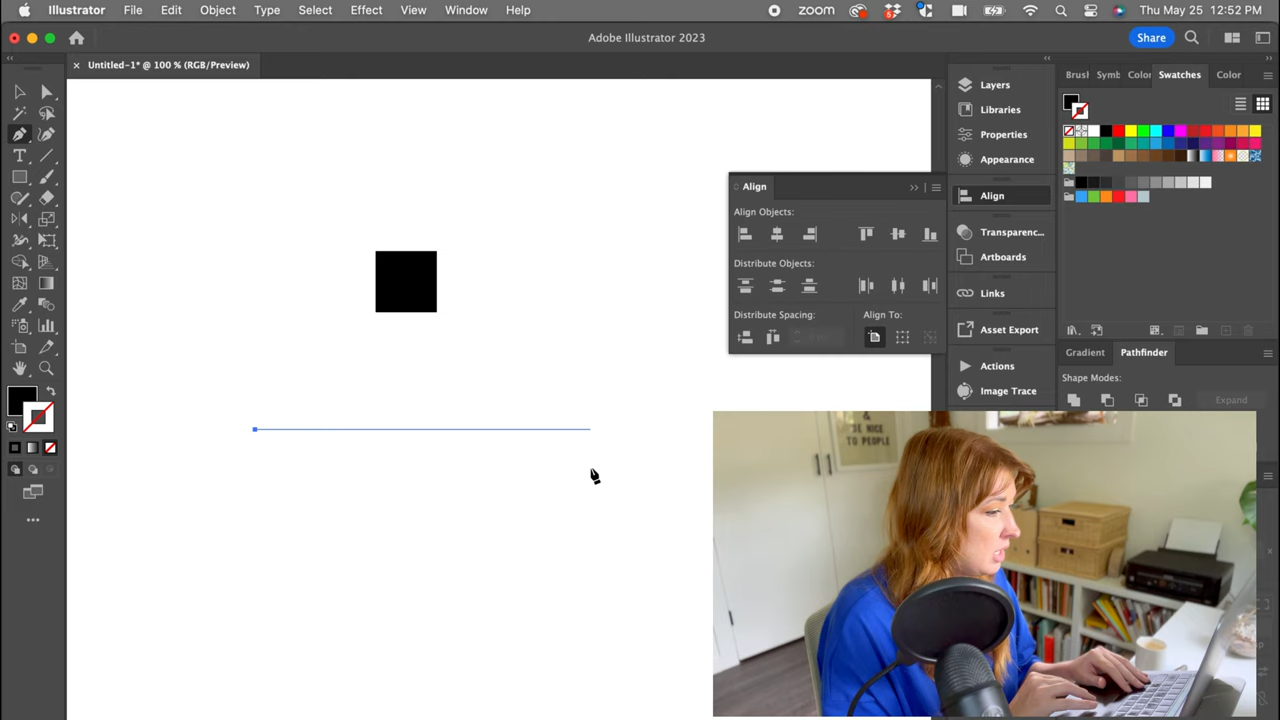 Illustrator File Edit Object Type Select Effect View Window Help zoom 5 Thu May 25 12:52 PM
Adobe Illustrator 2023 Share
× Untitled-1* @ 100 % (RGB/Preview)
Brusl Symb Color Swatches Color
Layers
Libraries
Properties
Appearance
Align
Transparenc...
Artboards
Links
Asset Export
Actions
Image Trace
Align
Align Objects:
Distribute Objects:
Distribute Spacing: Align To:
Gradient Pathfinder
Shape Modes:
Expand
BE NICE
TO PEOPLE